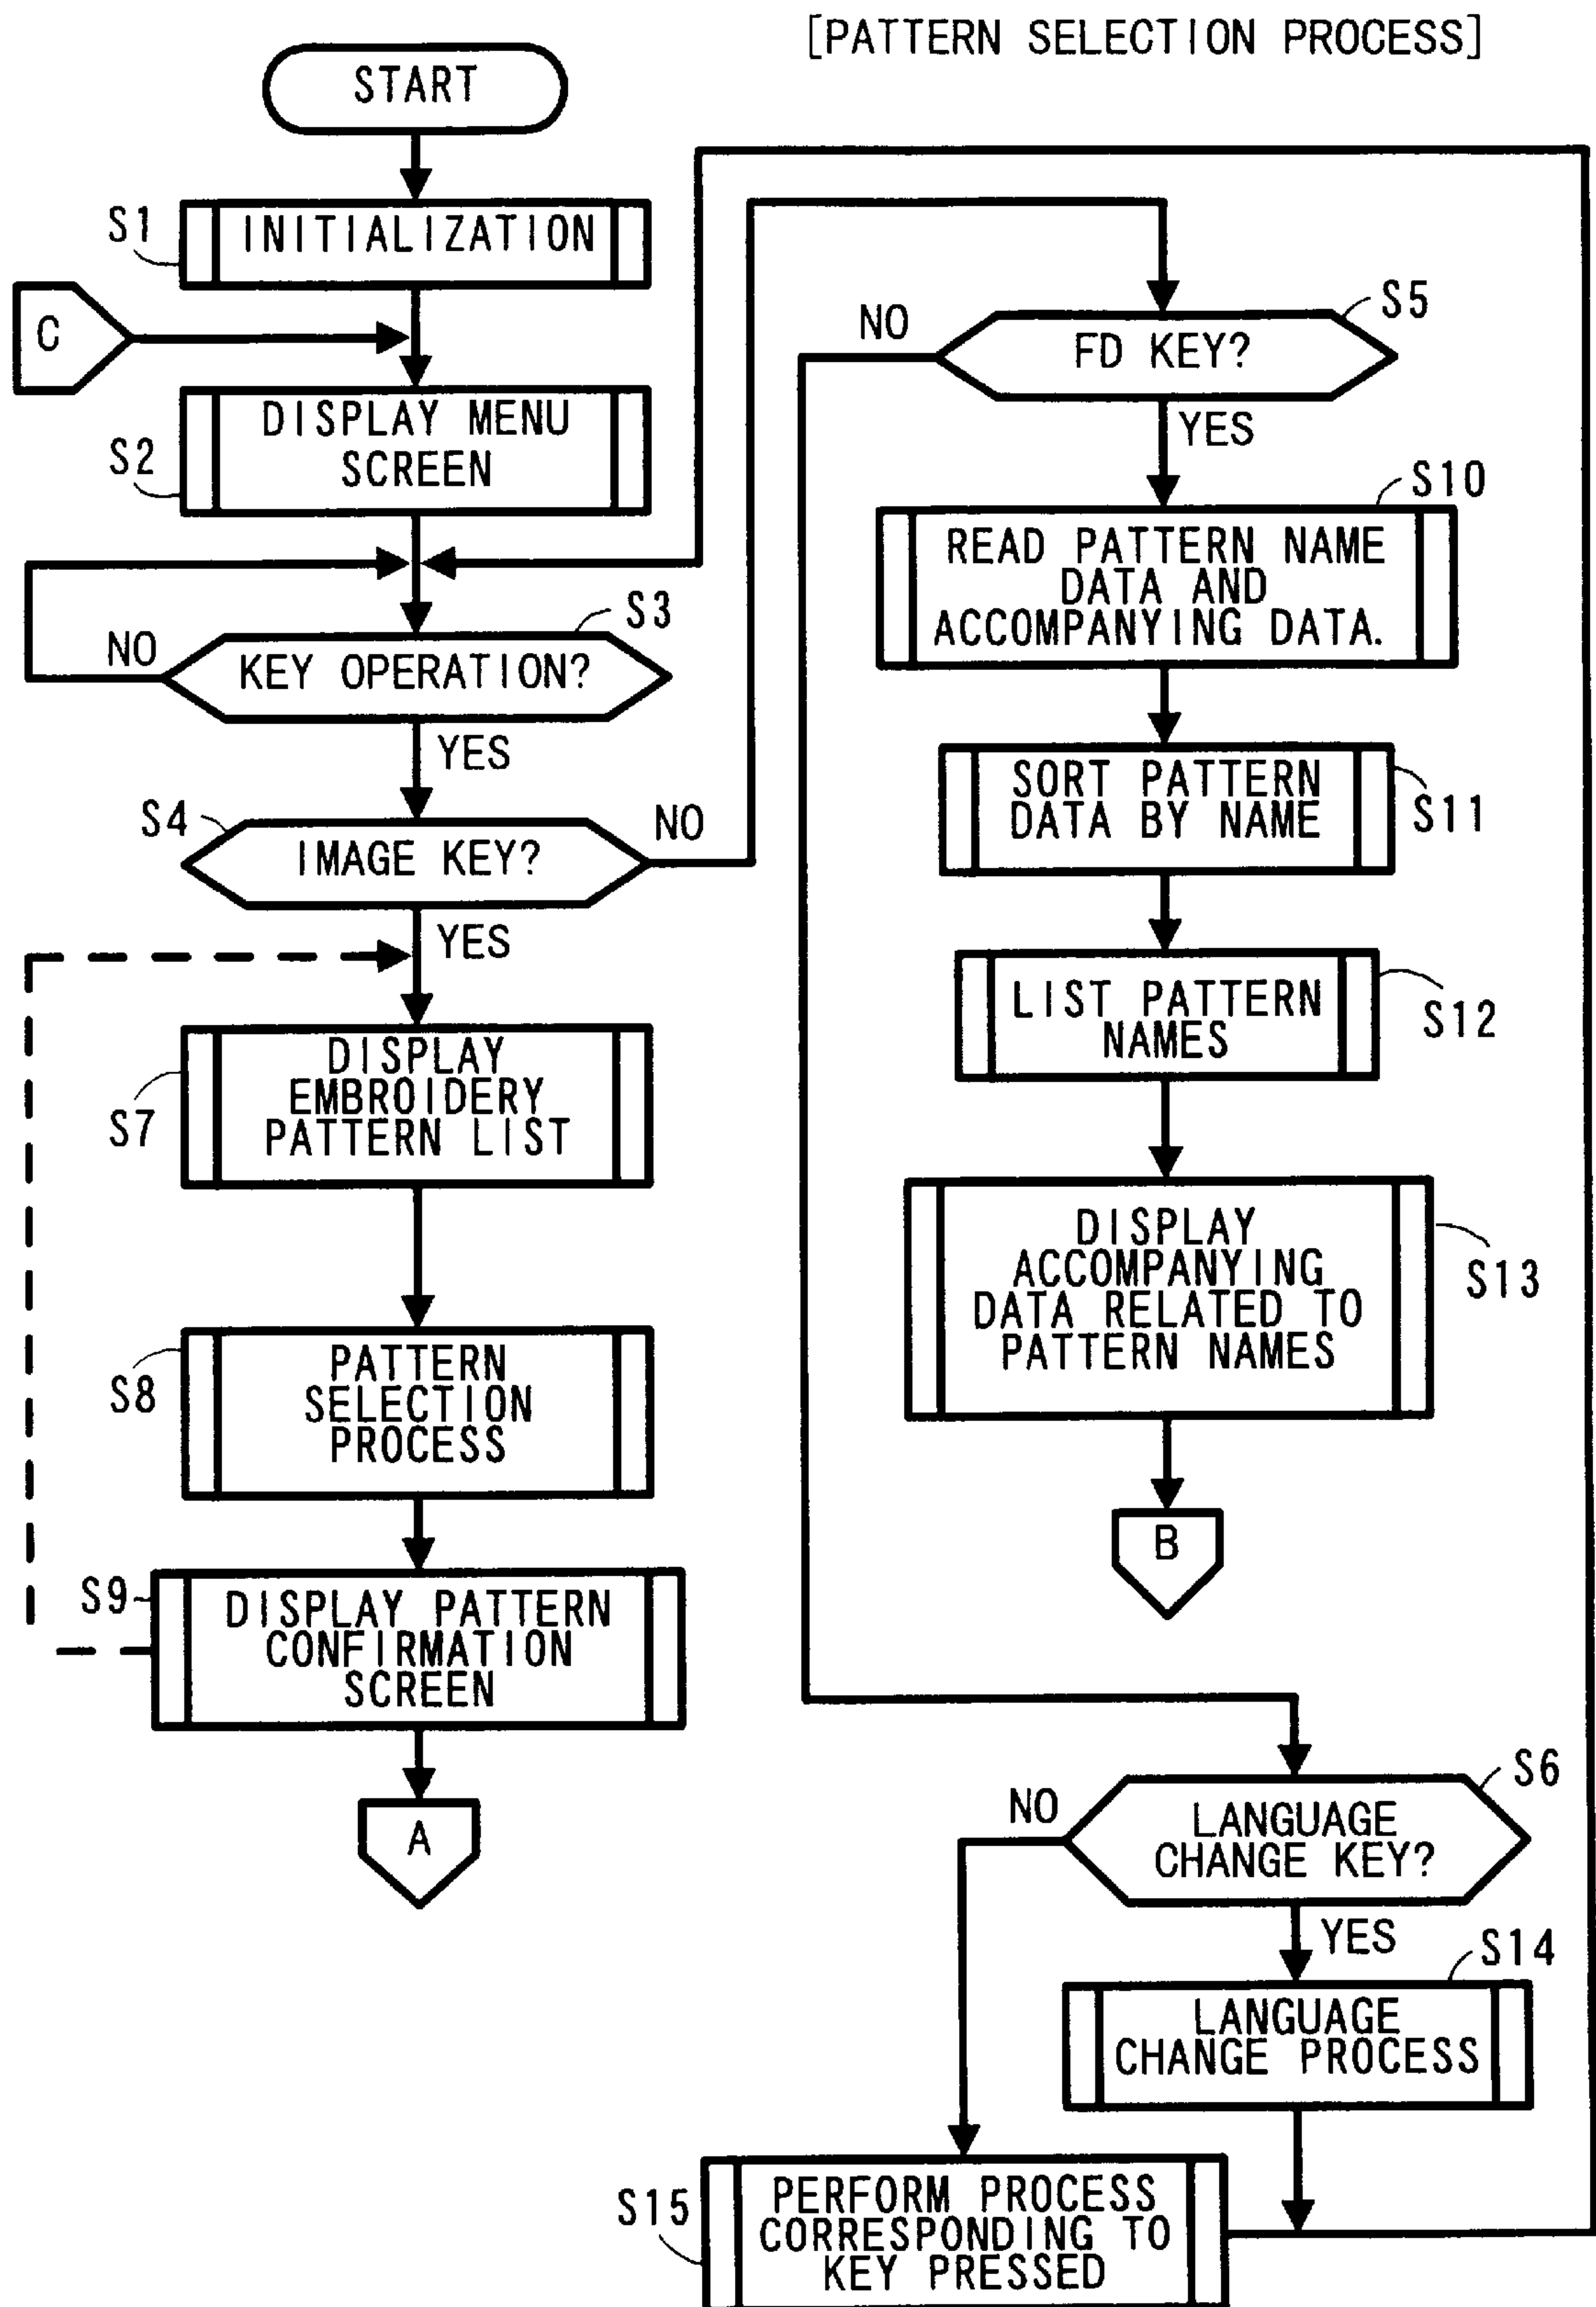 [PATTERN SELECTION PROCESS]
START
S1
INITIALIZATION
C
S2
DISPLAY MENU
SCREEN
S3
NO
KEY OPERATION?
YES
S4
NO
IMAGE KEY?
YES
S7
DISPLAY
EMBROIDERY
PATTERN LIST
S8
PATTERN
SELECTION
PROCESS
S9
DISPLAY PATTERN
CONFIRMATION
SCREEN
A
S5
NO
FD KEY?
YES
S10
READ PATTERN NAME
DATA AND
ACCOMPANYING DATA.
SORT PATTERN
DATA BY NAME
S11
LIST PATTERN
NAMES
S12
DISPLAY
ACCOMPANYING
DATA RELATED TO
PATTERN NAMES
S13
B
S6
NO
LANGUAGE
CHANGE KEY?
YES
S14
LANGUAGE
CHANGE PROCESS
S15
PERFORM PROCESS
CORRESPONDING TO
KEY PRESSED